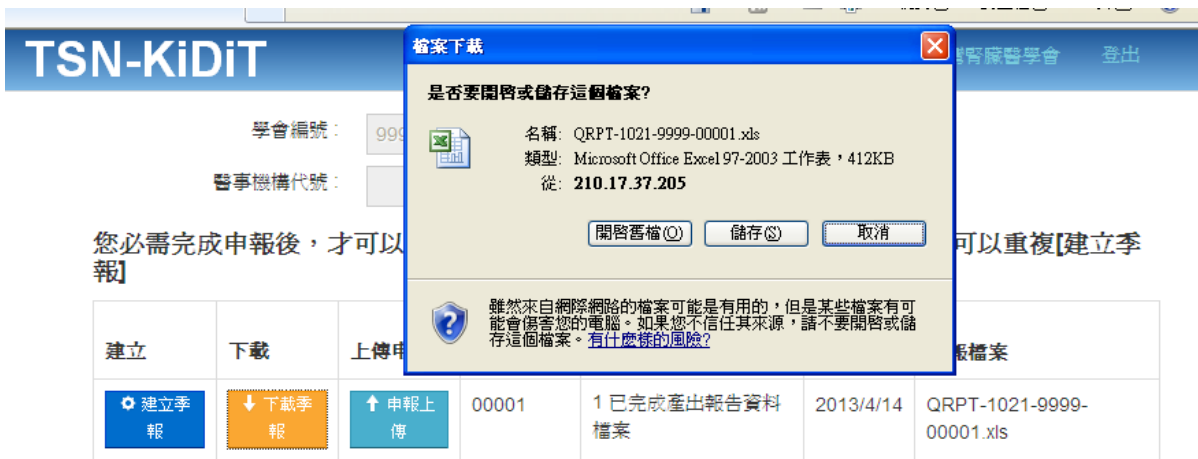 TSN-KiDiT
腎臟醫學會 登出
檔案下載
是否要開啟或儲存這個檔案?
名稱: QRPT-1021-9999-00001.xls
類型: Microsoft Office Excel 97-2003 工作表，412KB
從: 210.17.37.205
開啟舊檔(O) 儲存(S) 取消
雖然來自網際網路的檔案可能是有用的，但是某些檔案有可
能會傷害您的電腦。如果您不信任其來源，請不要開啟或儲
存這個檔案。有什麼樣的風險?
學會編號: 999
醫事機構代號:
您必需完成申報後，才可以
可以重複[建立季
報]
建立 下載 上傳申
檔案
建立季
報
下載季
報
申報上
傳
00001
1 已完成產出報告資料
檔案
2013/4/14
QRPT-1021-9999-
00001.xls